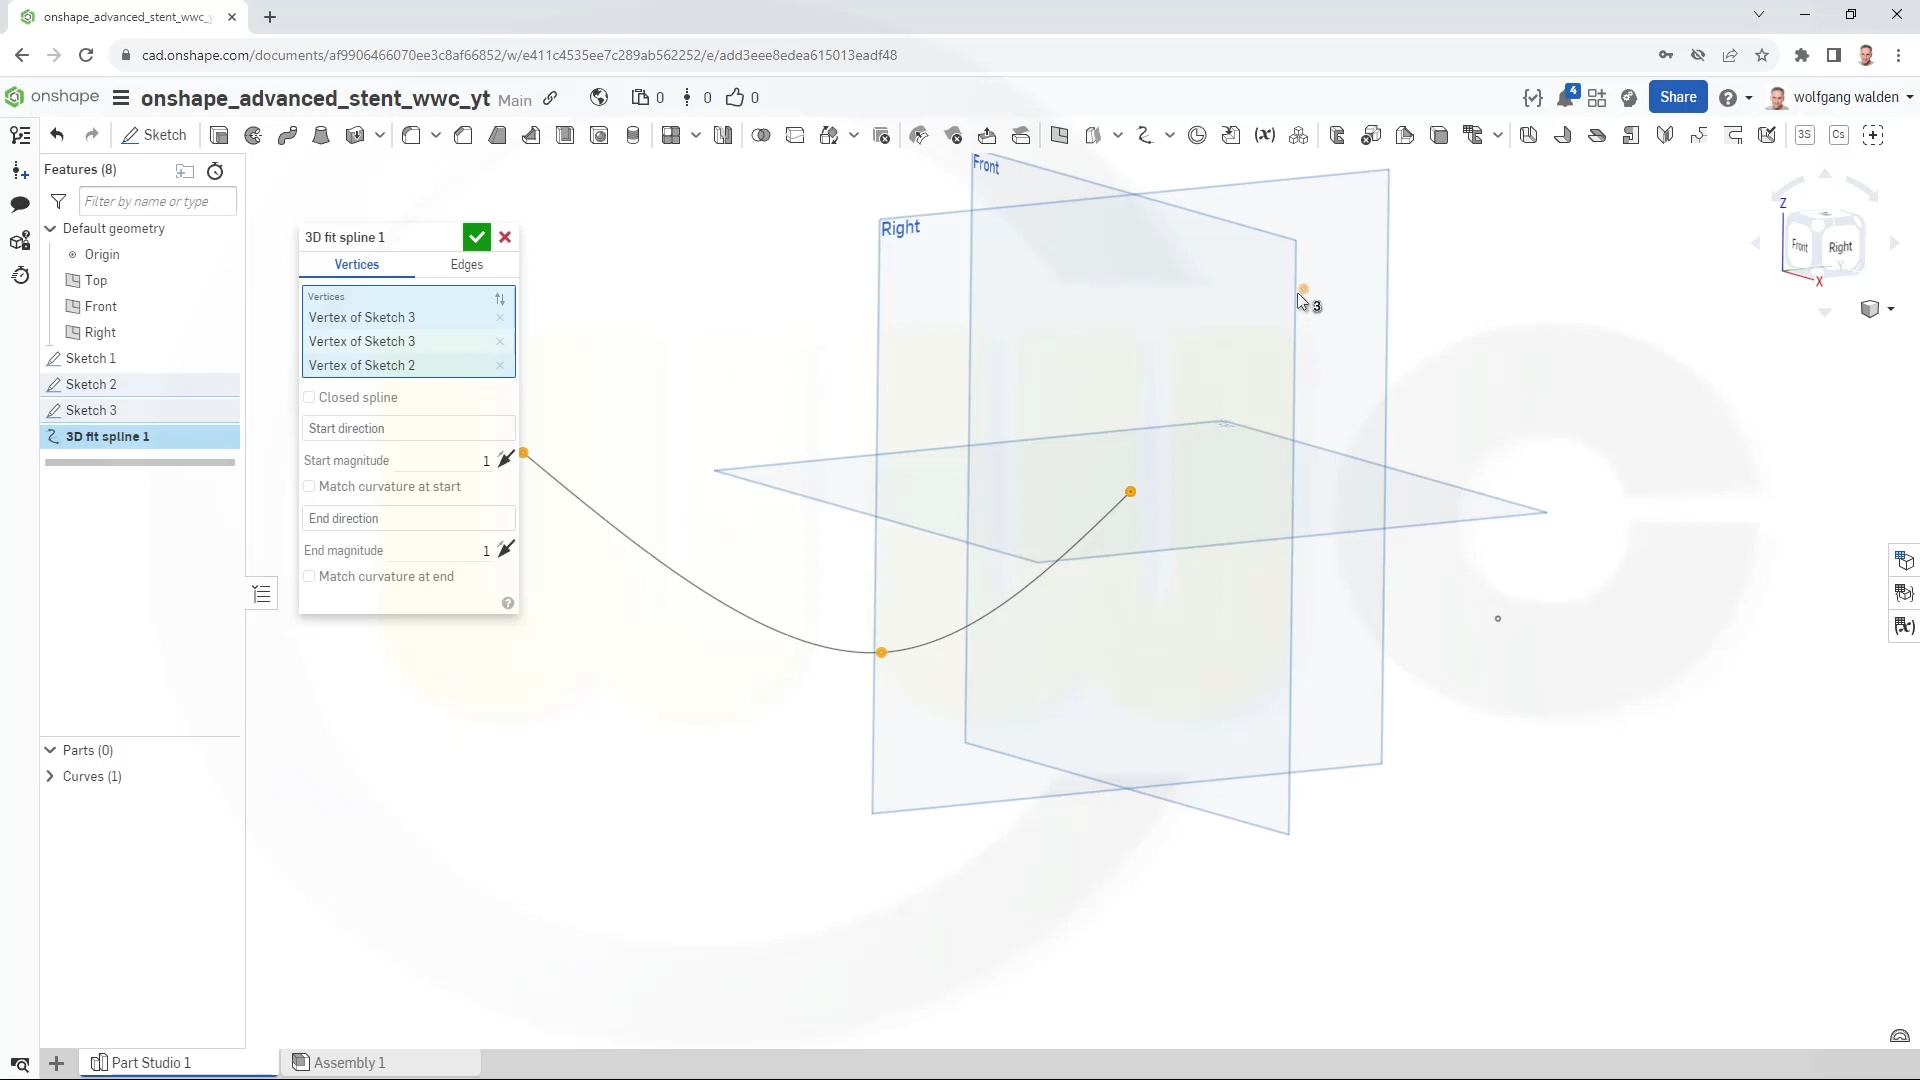 onshape_advanced_stent_wwc_y
cad.onshape.com/documents/af9906466070ee3c8af66852/w/e411c4535ee7c289ab562252/e/add3eee8edea615013eadf48
onshape
onshape_advanced_stent_wwc_yt Main
0 0 0
4
Share
wolfgang walden
Sketch
(x)
3S
Cs
Features (8)
Filter by name or type
Default geometry
Origin
Top
Front
Right
Sketch 1
Sketch 2
Sketch 3
3D fit spline 1
Parts (0)
Curves (1)
3D fit spline 1
Vertices Edges
Vertices
Vertex of Sketch 3
Vertex of Sketch 3
Vertex of Sketch 2
Closed spline
Start direction
Start magnitude 1
Match curvature at start
End direction
End magnitude 1
Match curvature at end
Front
Right
3
Z
Front Right
Y
X
(x)
Part Studio 1
Assembly 1